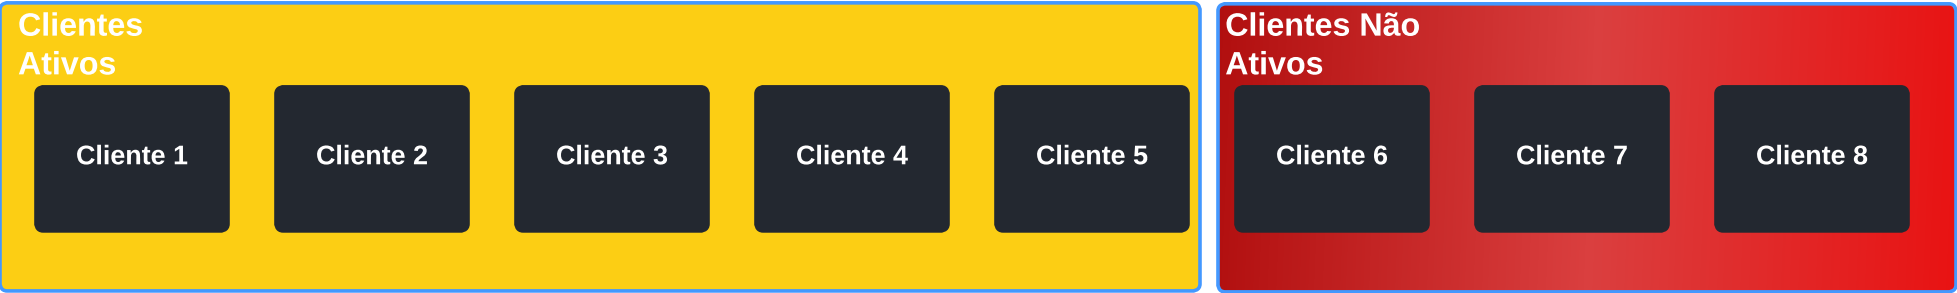 Clientes
Ativos
Cliente 1
Cliente 2
Cliente 3
Cliente 4
Cliente 5
Clientes Não
Ativos
Cliente 6
Cliente 7
Cliente 8